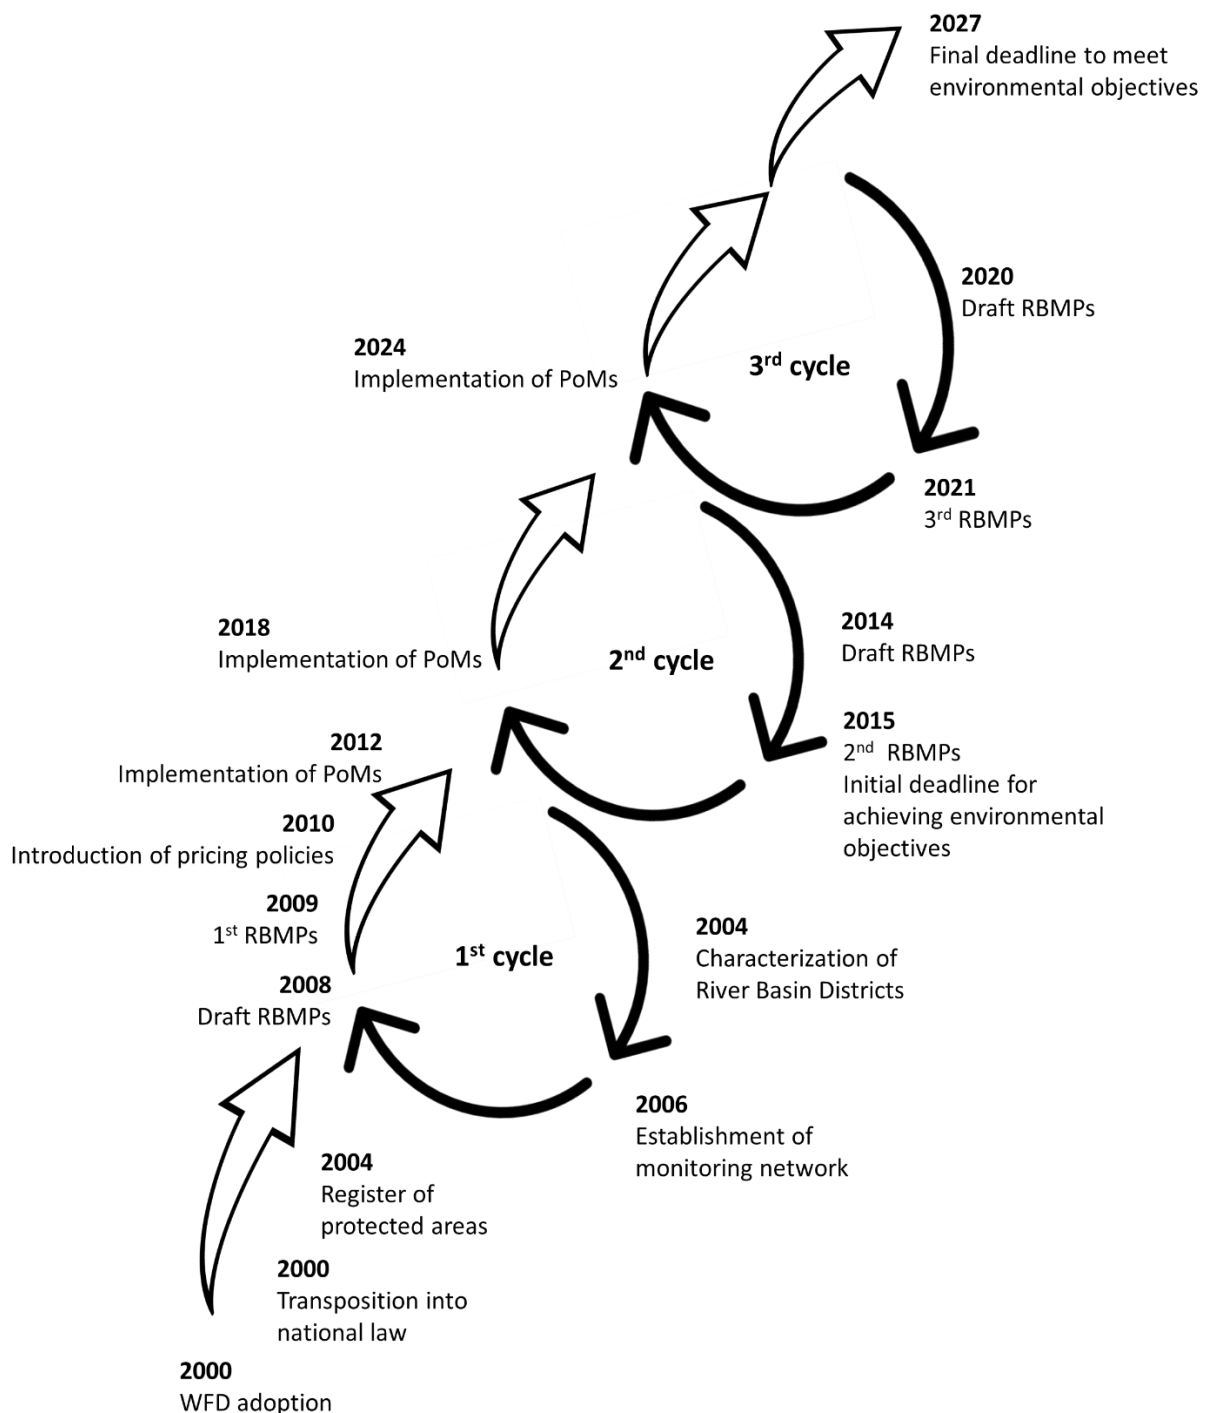 2027
Final deadline to meet
environmental objectives
2020
Draft RBMPs
2024
Implementation of PoMs
3rd cycle
2021
3rd RBMPs
2014
Draft RBMPs
2018
Implementation of PoMs
2nd cycle
2015
2nd RBMPs
Initial deadline for
achieving environmental
objectives
2012
Implementation of PoMs
2010
Introduction of pricing policies
2009
1st RBMPs
2008
Draft RBMPs
1st cycle
2004
Characterization of
River Basin Districts
2006
Establishment of
monitoring network
2004
Register of
protected areas
2000
Transposition into
national law
2000
WFD adoption